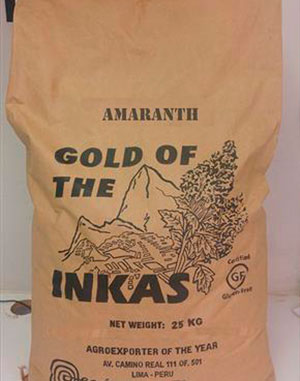 AMARANTH
GOLD OF
THE
INKAS
Certified
GF
Gluten-Free
NET WEIGHT: 25 KG
AGROEXPORTER OF THE YEAR
AV. CAMINO REAL 111 OF. 501
LIMA - PERU